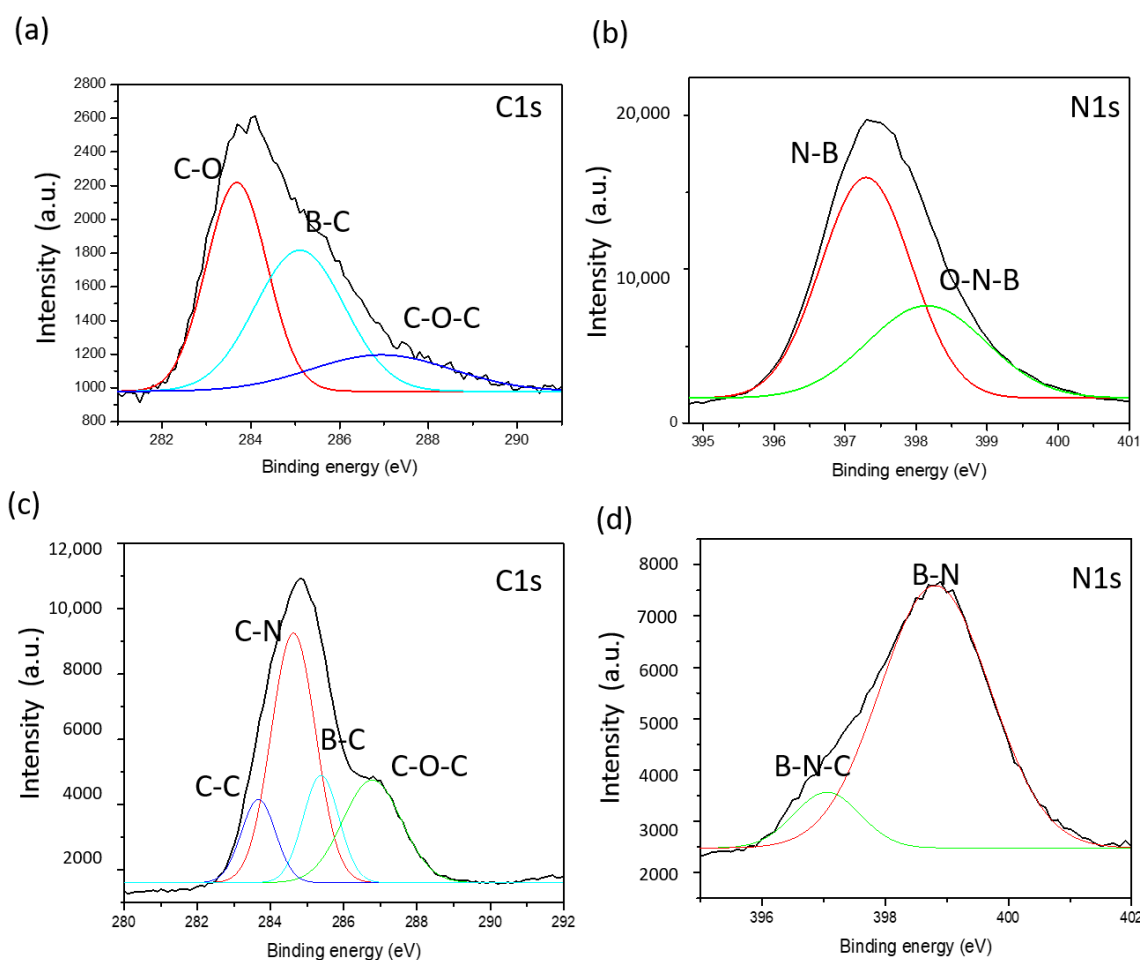 (a)
C1s
C-O
B-C
C-O-C
2800
2600
2400
2200
2000
1800
1600
1400
1200
1000
800
Intensity (a.u.)
282
284
286
288
290
Binding energy (eV)
(b)
N1s
N-B
O-N-B
20,000
10,000
0
Intensity (a.u.)
395
396
397
398
399
400
401
Binding energy (eV)
(c)
C1s
C-N
B-C
C-O-C
C-C
12,000
10,000
8000
6000
4000
2000
Intensity (a.u.)
280
282
284
286
288
290
292
Binding energy (eV)
(d)
B-N
N1s
B-N-C
8000
7000
6000
5000
4000
3000
2000
Intensity (a.u.)
396
398
400
402
Binding energy (eV)